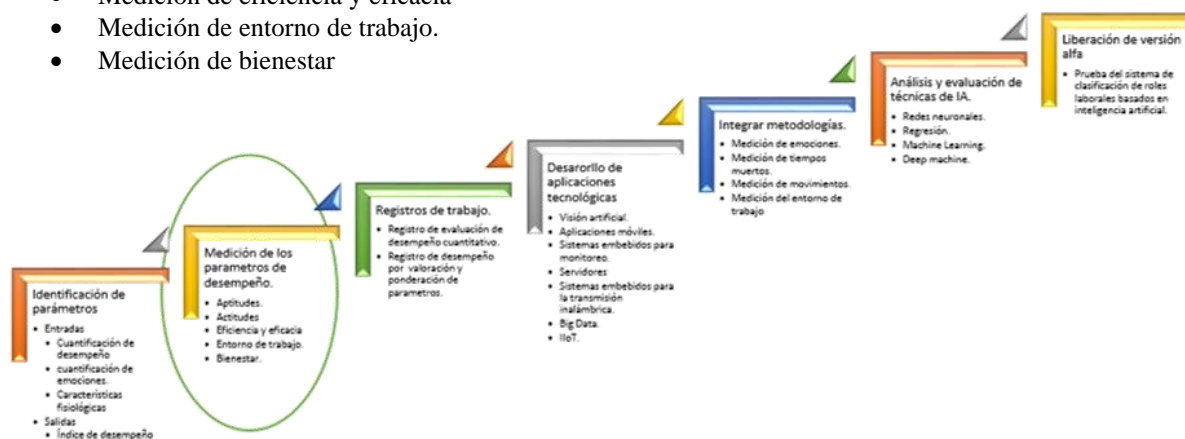 • Medición de eficiencia y eficacia
• Medición de entorno de trabajo.
• Medición de bienestar
Identificación de
parámetros
• Entradas
• Cuantificación de
desempeño
• cuantificación de
emociones.
• Características
fisiológicas
• Salidas
• Índice de desempeño
Medición de los
parametros de
desempeño.
• Aptitudes.
• Actitudes
• Eficiencia y eficacia
• Entorno de trabajo.
• Bienestar.
Registros de trabajo.
• Registro de evaluación de
desempeño cuantitativo.
• Registro de desempeño
por valoración y
ponderación de
parametros.
Desarorllo de
aplicaciones
tecnológicas
• Visión artificial.
• Aplicaciones móviles.
• Sistemas embebidos para
monitoreo.
• Servidores
• Sistemas embebidos para
la transmisión
inalámbrica.
• Big Data.
• IIoT.
Integrar metodologías.
• Medición de emociones.
• Medición de tiempos
muertos.
• Medición de movimientos.
• Medición del entorno de
trabajo
Análisis y evaluación de
técnicas de IA.
• Redes neuronales.
• Regresión.
• Machine Learning.
• Deep machine.
Liberación de versión
alfa
• Prueba del sistema de
clasificación de roles
laborales basados en
inteligencia artificial.